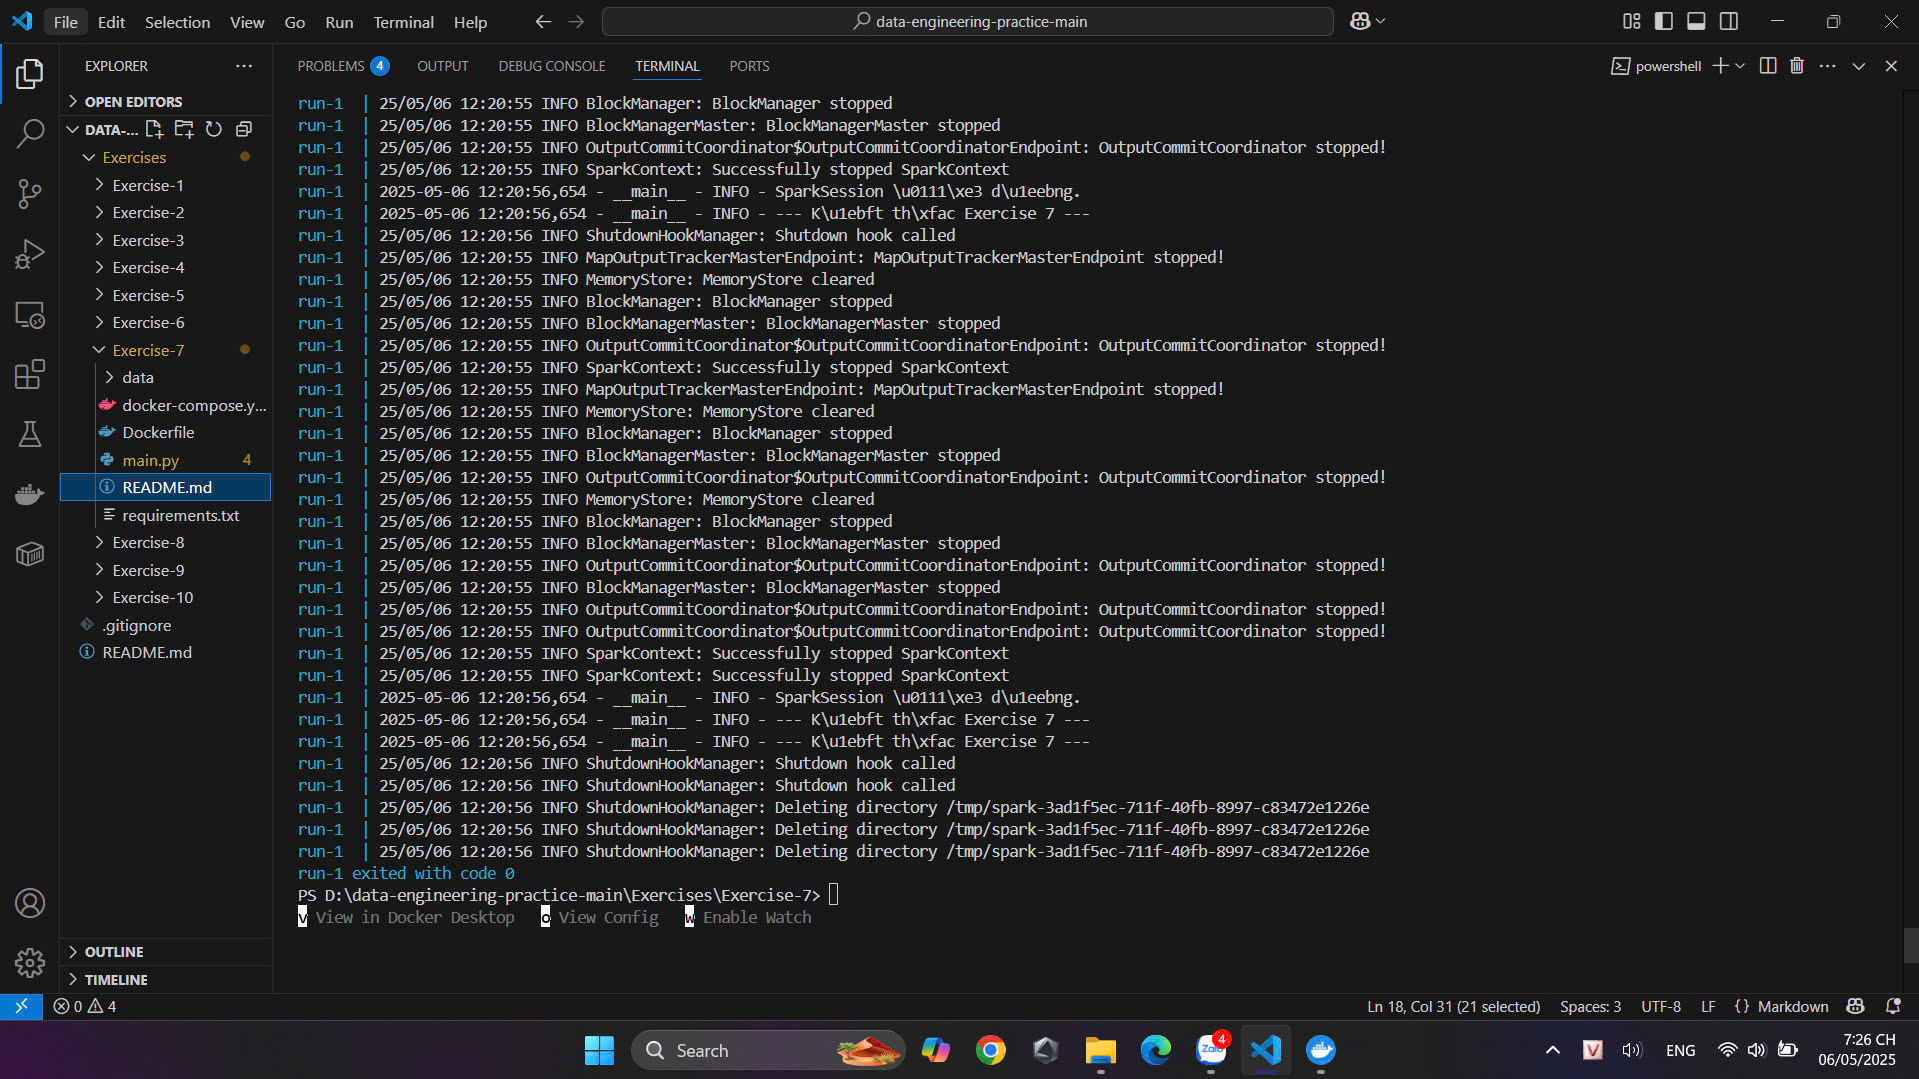 File Edit Selection View Go Run Terminal Help
data-engineering-practice-main
EXPLORER
OPEN EDITORS
DATA-...
Exercises
Exercise-1
Exercise-2
Exercise-3
Exercise-4
Exercise-5
Exercise-6
Exercise-7
data
docker-compose.y...
Dockerfile
main.py 4
README.md
requirements.txt
Exercise-8
Exercise-9
Exercise-10
.gitignore
README.md
OUTLINE
TIMELINE
PROBLEMS 4 OUTPUT DEBUG CONSOLE TERMINAL PORTS
powershell
run-1 | 25/05/06 12:20:55 INFO BlockManager: BlockManager stopped
run-1 | 25/05/06 12:20:55 INFO BlockManagerMaster: BlockManagerMaster stopped
run-1 | 25/05/06 12:20:55 INFO OutputCommitCoordinator$OutputCommitCoordinatorEndpoint: OutputCommitCoordinator stopped!
run-1 | 25/05/06 12:20:55 INFO SparkContext: Successfully stopped SparkContext
run-1 | 2025-05-06 12:20:56,654 - __main__ - INFO - SparkSession \u0111\xe3 d\u1eebng.
run-1 | 2025-05-06 12:20:56,654 - __main__ - INFO - --- K\u1ebft th\xfac Exercise 7 ---
run-1 | 25/05/06 12:20:56 INFO ShutdownHookManager: Shutdown hook called
run-1 | 25/05/06 12:20:55 INFO MapOutputTrackerMasterEndpoint: MapOutputTrackerMasterEndpoint stopped!
run-1 | 25/05/06 12:20:55 INFO MemoryStore: MemoryStore cleared
run-1 | 25/05/06 12:20:55 INFO BlockManager: BlockManager stopped
run-1 | 25/05/06 12:20:55 INFO BlockManagerMaster: BlockManagerMaster stopped
run-1 | 25/05/06 12:20:55 INFO OutputCommitCoordinator$OutputCommitCoordinatorEndpoint: OutputCommitCoordinator stopped!
run-1 | 25/05/06 12:20:55 INFO SparkContext: Successfully stopped SparkContext
run-1 | 25/05/06 12:20:55 INFO MapOutputTrackerMasterEndpoint: MapOutputTrackerMasterEndpoint stopped!
run-1 | 25/05/06 12:20:55 INFO MemoryStore: MemoryStore cleared
run-1 | 25/05/06 12:20:55 INFO BlockManager: BlockManager stopped
run-1 | 25/05/06 12:20:55 INFO BlockManagerMaster: BlockManagerMaster stopped
run-1 | 25/05/06 12:20:55 INFO OutputCommitCoordinator$OutputCommitCoordinatorEndpoint: OutputCommitCoordinator stopped!
run-1 | 25/05/06 12:20:55 INFO MemoryStore: MemoryStore cleared
run-1 | 25/05/06 12:20:55 INFO BlockManager: BlockManager stopped
run-1 | 25/05/06 12:20:55 INFO BlockManagerMaster: BlockManagerMaster stopped
run-1 | 25/05/06 12:20:55 INFO OutputCommitCoordinator$OutputCommitCoordinatorEndpoint: OutputCommitCoordinator stopped!
run-1 | 25/05/06 12:20:55 INFO BlockManagerMaster: BlockManagerMaster stopped
run-1 | 25/05/06 12:20:55 INFO OutputCommitCoordinator$OutputCommitCoordinatorEndpoint: OutputCommitCoordinator stopped!
run-1 | 25/05/06 12:20:55 INFO OutputCommitCoordinator$OutputCommitCoordinatorEndpoint: OutputCommitCoordinator stopped!
run-1 | 25/05/06 12:20:55 INFO SparkContext: Successfully stopped SparkContext
run-1 | 25/05/06 12:20:55 INFO SparkContext: Successfully stopped SparkContext
run-1 | 2025-05-06 12:20:56,654 - __main__ - INFO - SparkSession \u0111\xe3 d\u1eebng.
run-1 | 2025-05-06 12:20:56,654 - __main__ - INFO - --- K\u1ebft th\xfac Exercise 7 ---
run-1 | 2025-05-06 12:20:56,654 - __main__ - INFO - --- K\u1ebft th\xfac Exercise 7 ---
run-1 | 25/05/06 12:20:56 INFO ShutdownHookManager: Shutdown hook called
run-1 | 25/05/06 12:20:56 INFO ShutdownHookManager: Shutdown hook called
run-1 | 25/05/06 12:20:56 INFO ShutdownHookManager: Deleting directory /tmp/spark-3ad1f5ec-711f-40fb-8997-c83472e1226e
run-1 | 25/05/06 12:20:56 INFO ShutdownHookManager: Deleting directory /tmp/spark-3ad1f5ec-711f-40fb-8997-c83472e1226e
run-1 | 25/05/06 12:20:56 INFO ShutdownHookManager: Deleting directory /tmp/spark-3ad1f5ec-711f-40fb-8997-c83472e1226e
run-1 exited with code 0
PS D:\data-engineering-practice-main\Exercises\Exercise-7>
v View in Docker Desktop o View Config w Enable Watch
0 4
Ln 18, Col 31 (21 selected) Spaces: 3 UTF-8 LF {} Markdown
Search
Zalo 4
V
ENG
7:26 CH
06/05/2025